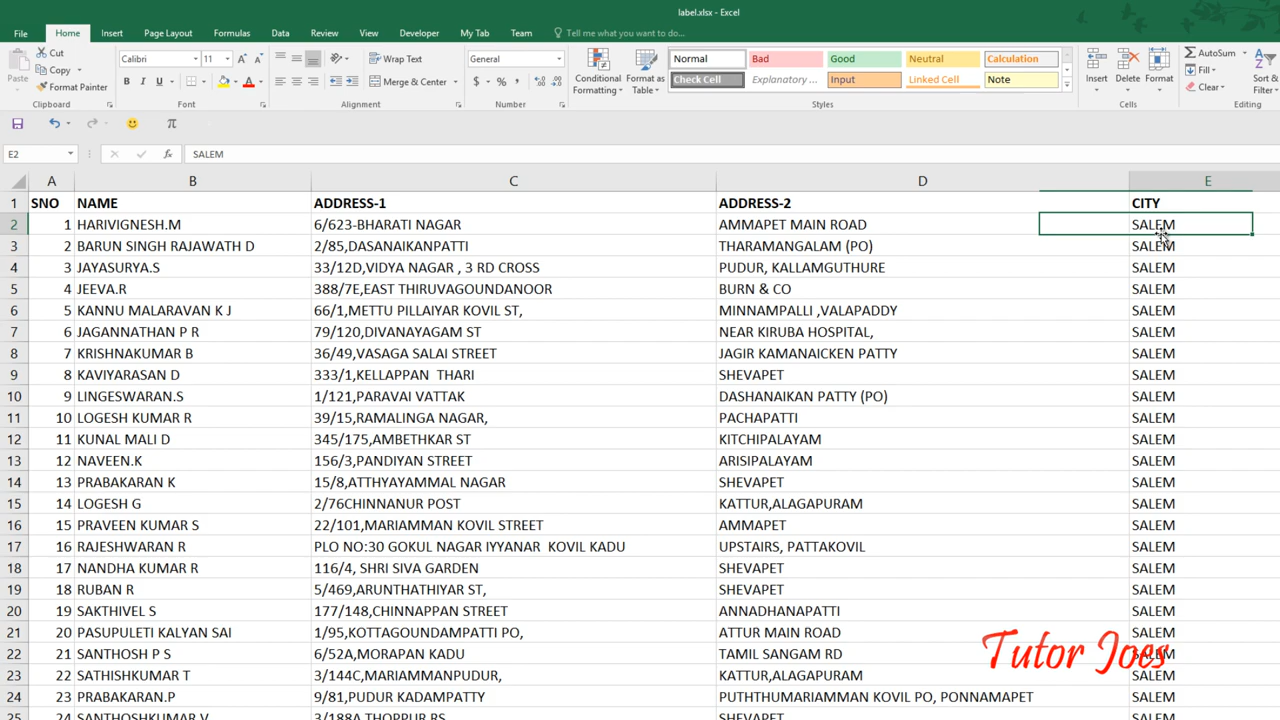 label.xlsx - Excel
File Home Insert Page Layout Formulas Data Review View Developer My Tab Team Tell me what you want to do...
Paste Cut Copy Format Painter Clipboard
Calibri 11 A A B I U A Font
Wrap Text Merge & Center Alignment
General $ % , Number
Conditional Formatting Format as Table Normal Bad Good Neutral Calculation
Check Cell Explanatory ... Input Linked Cell Note Styles
Insert Delete Format Cells
AutoSum Fill Clear Sort & Filter Editing
π
E2 fx SALEM
A B C D E
1 SNO NAME ADDRESS-1 ADDRESS-2 CITY
2 1 HARIVIGNESH.M 6/623-BHARATI NAGAR AMMAPET MAIN ROAD SALEM
3 2 BARUN SINGH RAJAWATH D 2/85,DASANAIKANPATTI THARAMANGALAM (PO) SALEM
4 3 JAYASURYA.S 33/12D,VIDYA NAGAR , 3 RD CROSS PUDUR, KALLAMGUTHURE SALEM
5 4 JEEVA.R 388/7E,EAST THIRUVAGOUNDANOOR BURN & CO SALEM
6 5 KANNU MALARAVAN K J 66/1,METTU PILLAIYAR KOVIL ST, MINNAMPALLI ,VALAPADDY SALEM
7 6 JAGANNATHAN P R 79/120,DIVANAYAGAM ST NEAR KIRUBA HOSPITAL, SALEM
8 7 KRISHNAKUMAR B 36/49,VASAGA SALAI STREET JAGIR KAMANAICKEN PATTY SALEM
9 8 KAVIYARASAN D 333/1,KELLAPPAN THARI SHEVAPET SALEM
10 9 LINGESWARAN.S 1/121,PARAVAI VATTAK DASHANAIKAN PATTY (PO) SALEM
11 10 LOGESH KUMAR R 39/15,RAMALINGA NAGAR, PACHAPATTI SALEM
12 11 KUNAL MALI D 345/175,AMBETHKAR ST KITCHIPALAYAM SALEM
13 12 NAVEEN.K 156/3,PANDIYAN STREET ARISIPALAYAM SALEM
14 13 PRABAKARAN K 15/8,ATTHYAYAMMAL NAGAR SHEVAPET SALEM
15 14 LOGESH G 2/76CHINNANUR POST KATTUR,ALAGAPURAM SALEM
16 15 PRAVEEN KUMAR S 22/101,MARIAMMAN KOVIL STREET AMMAPET SALEM
17 16 RAJESHWARAN R PLO NO:30 GOKUL NAGAR IYYANAR KOVIL KADU UPSTAIRS, PATTAKOVIL SALEM
18 17 NANDHA KUMAR R 116/4, SHRI SIVA GARDEN SHEVAPET SALEM
19 18 RUBAN R 5/469,ARUNTHATHIYAR ST, SHEVAPET SALEM
20 19 SAKTHIVEL S 177/148,CHINNAPPAN STREET ANNADHANAPATTI SALEM
21 20 PASUPULETI KALYAN SAI 1/95,KOTTAGOUNDAMPATTI PO, ATTUR MAIN ROAD SALEM
22 21 SANTHOSH P S 6/52A,MORAPAN KADU TAMIL SANGAM RD SALEM
23 22 SATHISHKUMAR T 3/144C,MARIAMMANPUDUR, KATTUR,ALAGAPURAM SALEM
24 23 PRABAKARAN.P 9/81,PUDUR KADAMPATTY PUTHTHUMARIAMMAN KOVIL PO, PONNAMAPET SALEM
25 24 SANTHOSHKUMAR V 3/188A,THOPPUR RS SHEVAPET SALEM
Tutor Joes